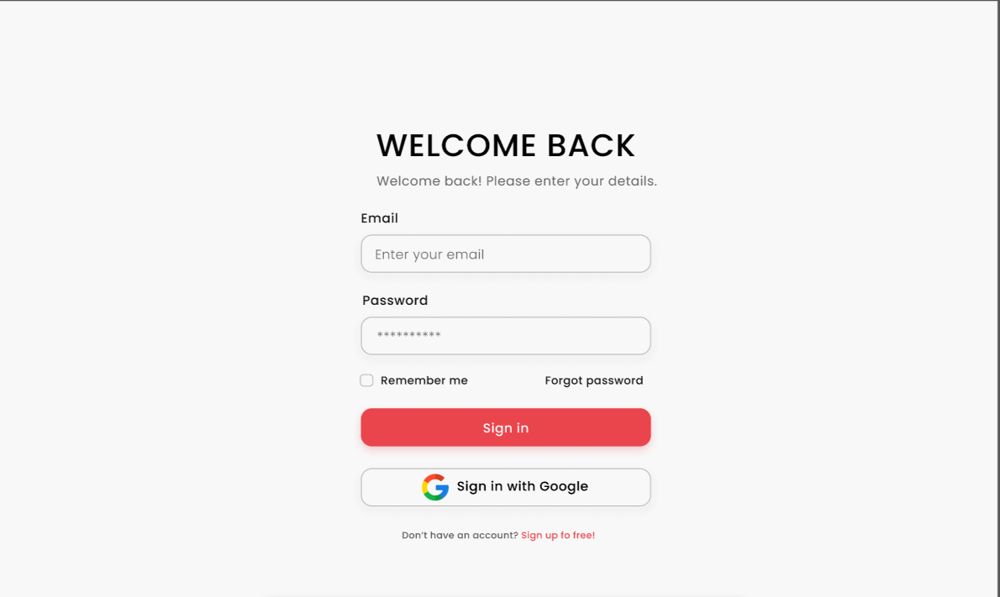 WELCOME BACK
Welcome back! Please enter your details.
Email
Enter your email
Password
**********
Remember me Forgot password
Sign in
Sign in with Google
Don't have an account? Sign up fo free!